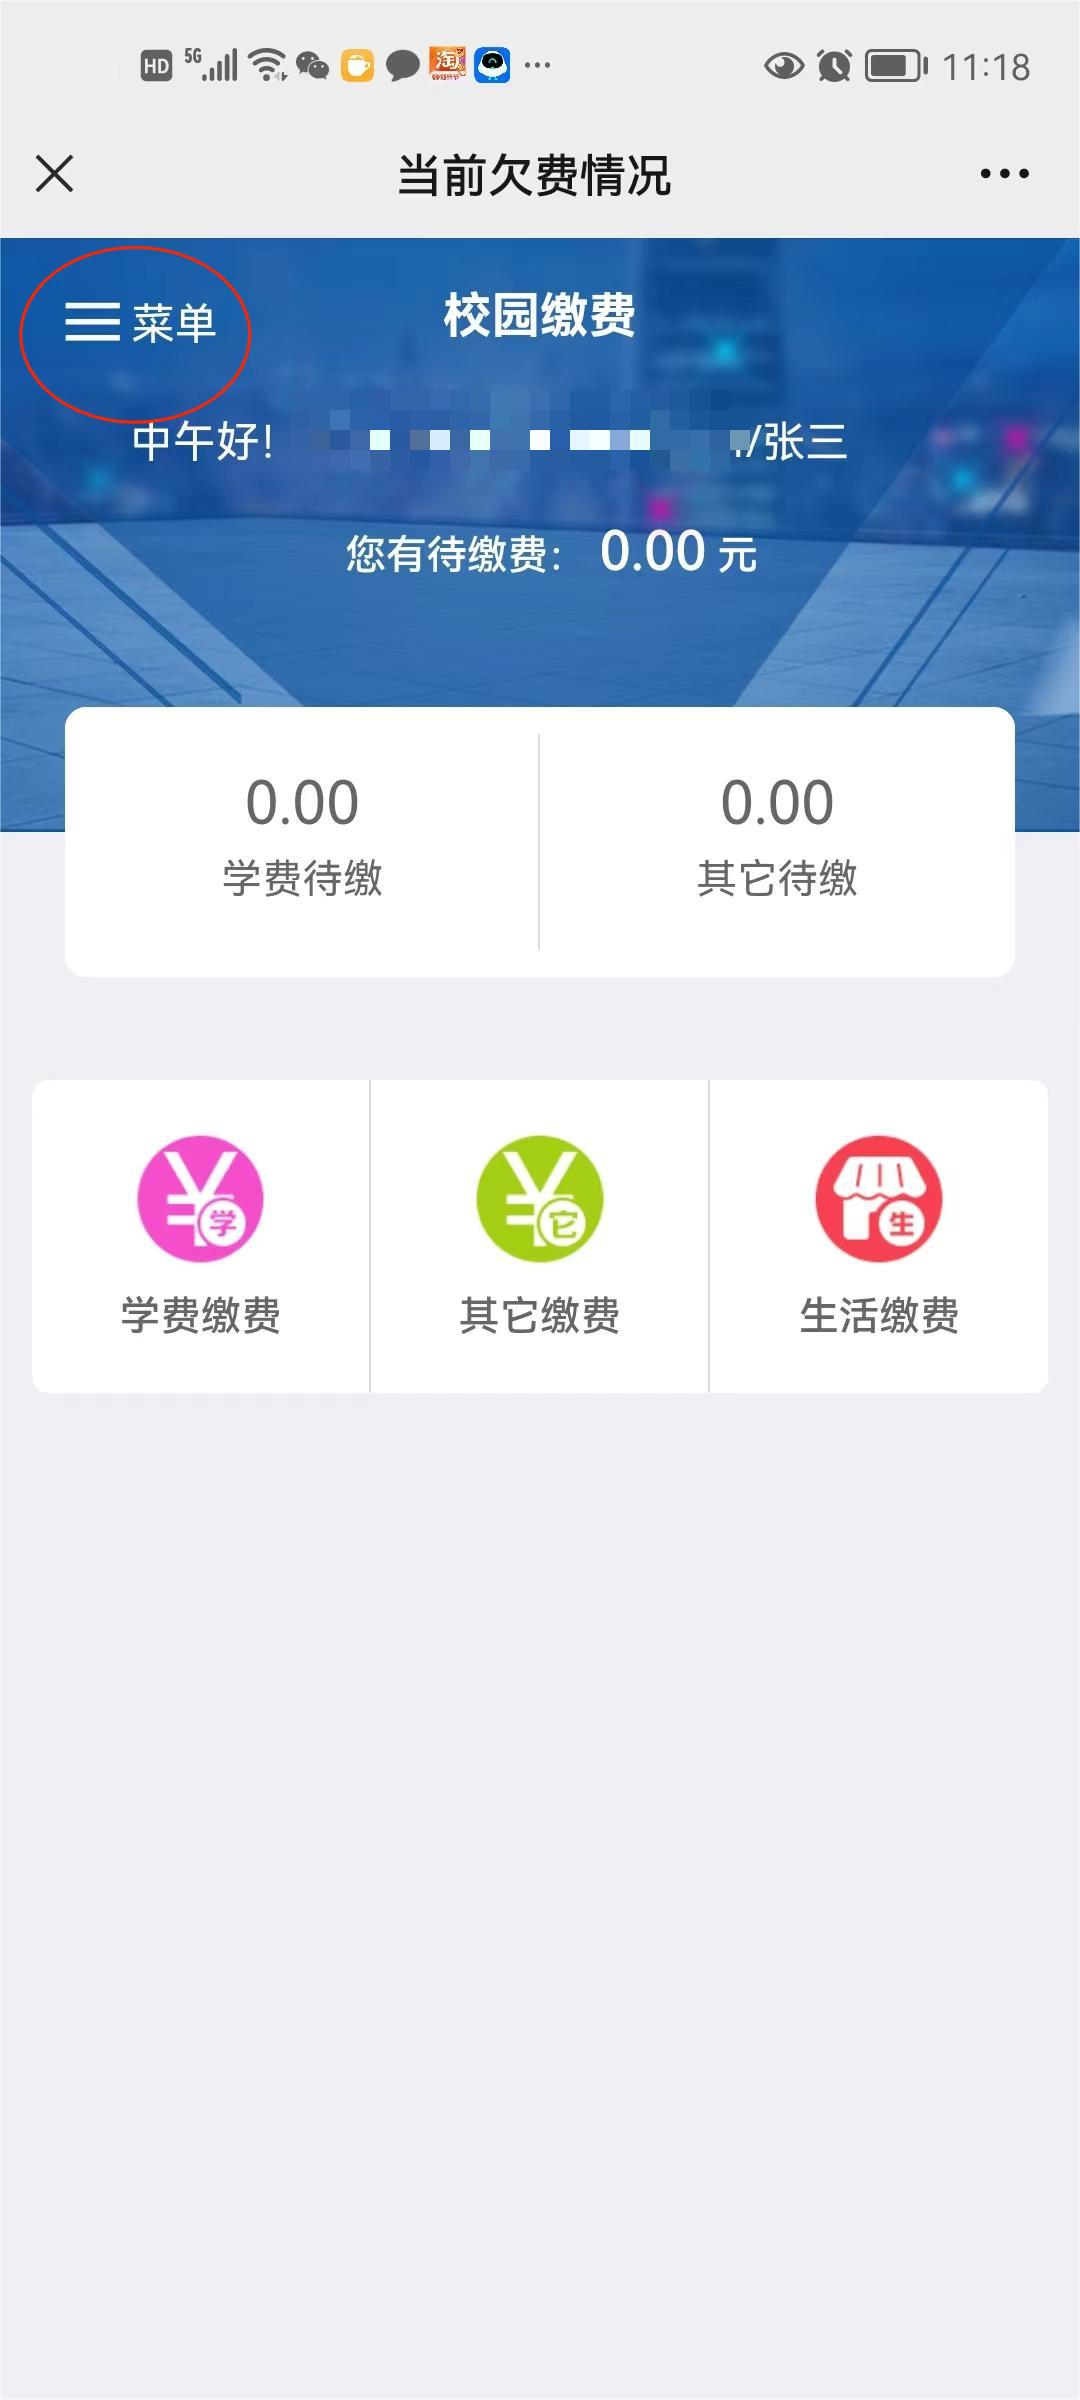 HD 5G 11:18
当前欠费情况
菜单 校园缴费
中午好! /张三
您有待缴费: 0.00 元
0.00 0.00
学费待缴 其它待缴
学 它 生
学费缴费 其它缴费 生活缴费